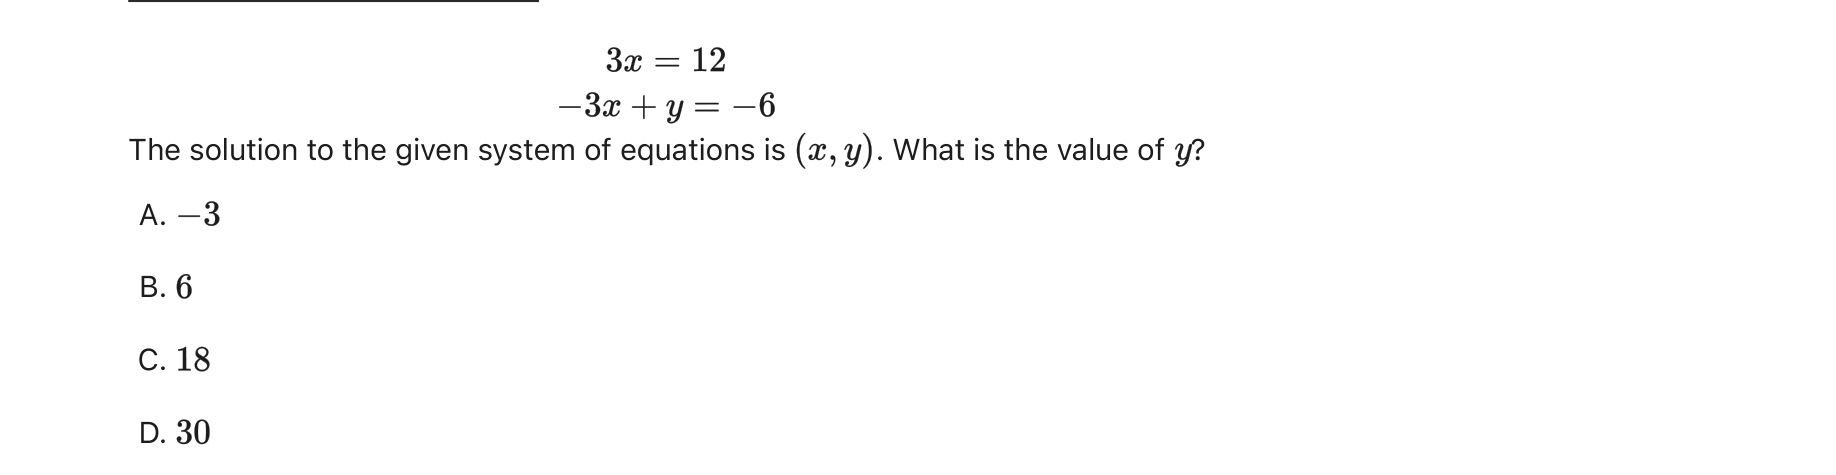 3x = 12
−3x + y = −6
The solution to the given system of equations is (x, y). What is the value of y?
A. −3
B. 6
C. 18
D. 30